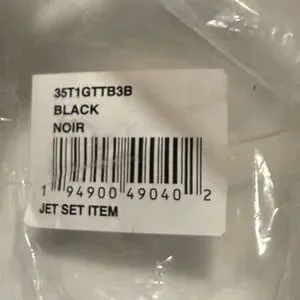 35T1GTTB3B
BLACK
NOIR
1 94900 49040 2
JET SET ITEM